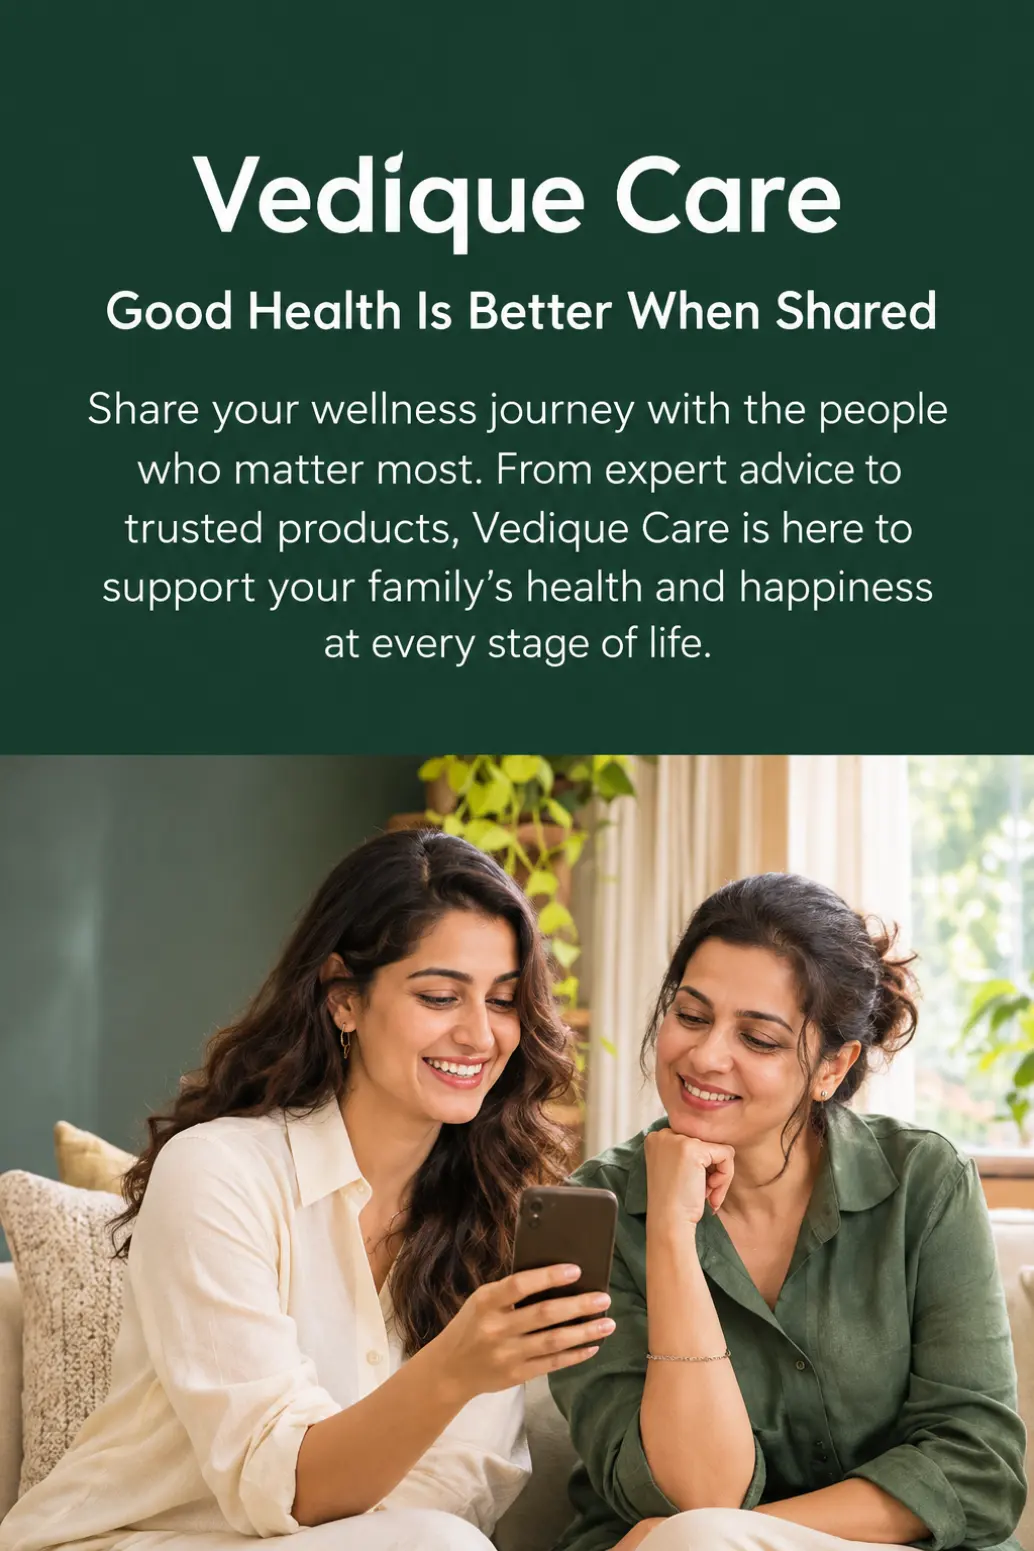 Vedique Care
Good Health Is Better When Shared
Share your wellness journey with the people
who matter most. From expert advice to
trusted products, Vedique Care is here to
support your family’s health and happiness
at every stage of life.